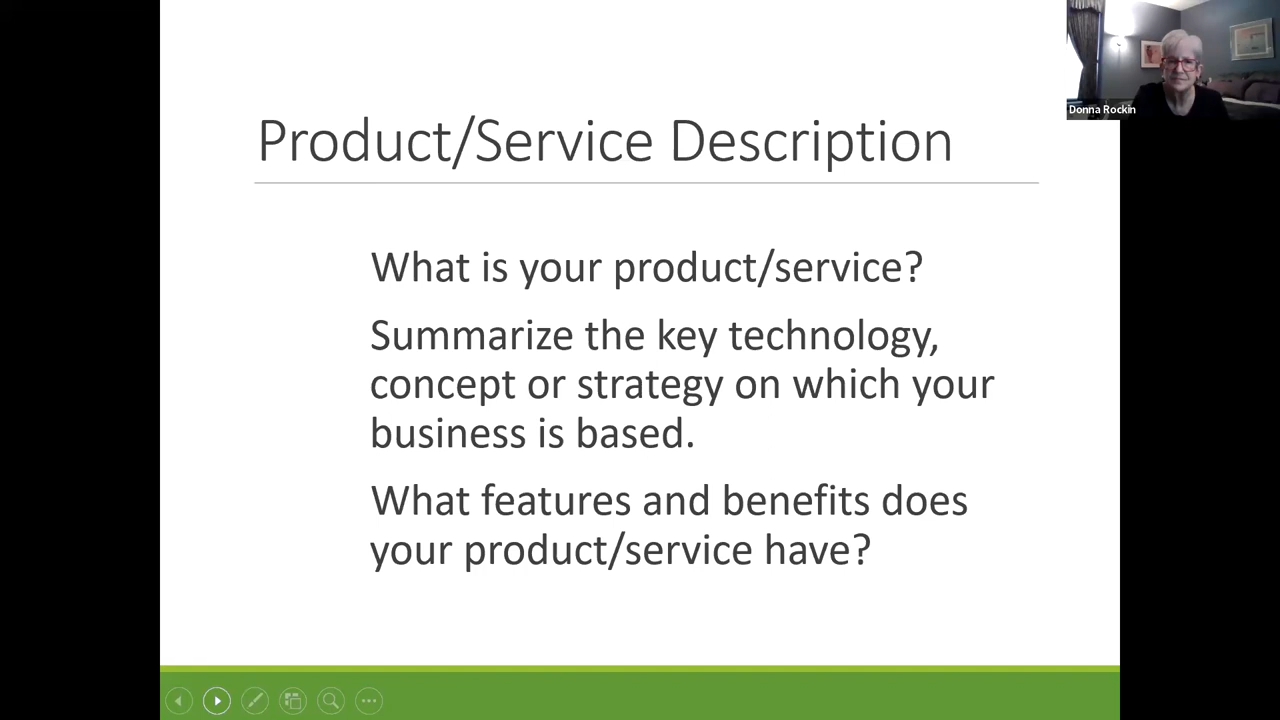 Donna Rockin
Product/Service Description
What is your product/service?
Summarize the key technology,
concept or strategy on which your
business is based.
What features and benefits does
your product/service have?